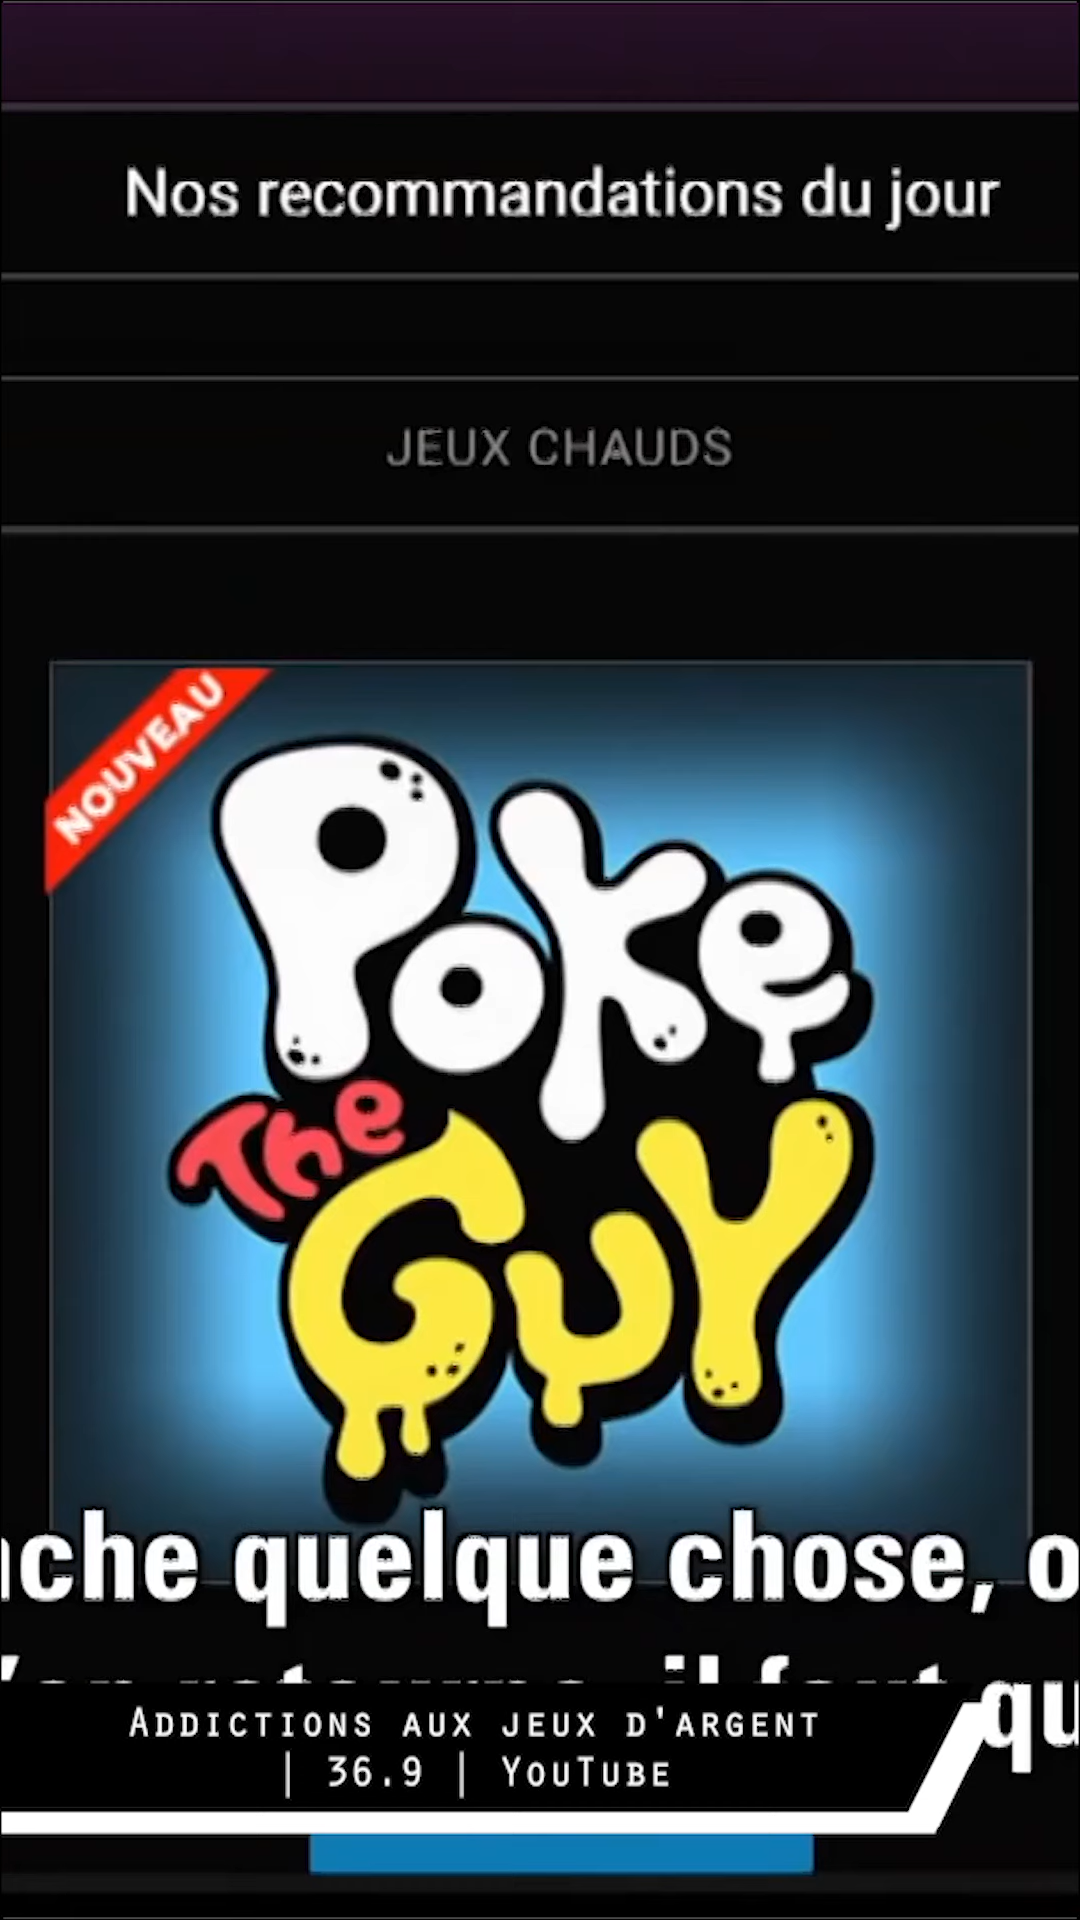 Nos recommandations du jour
JEUX CHAUDS
NOUVEAU
Poke
The
Guy
quelque chose,
ADDICTIONS AUX JEUX D'ARGENT
| 36.9 | YOUTUBE